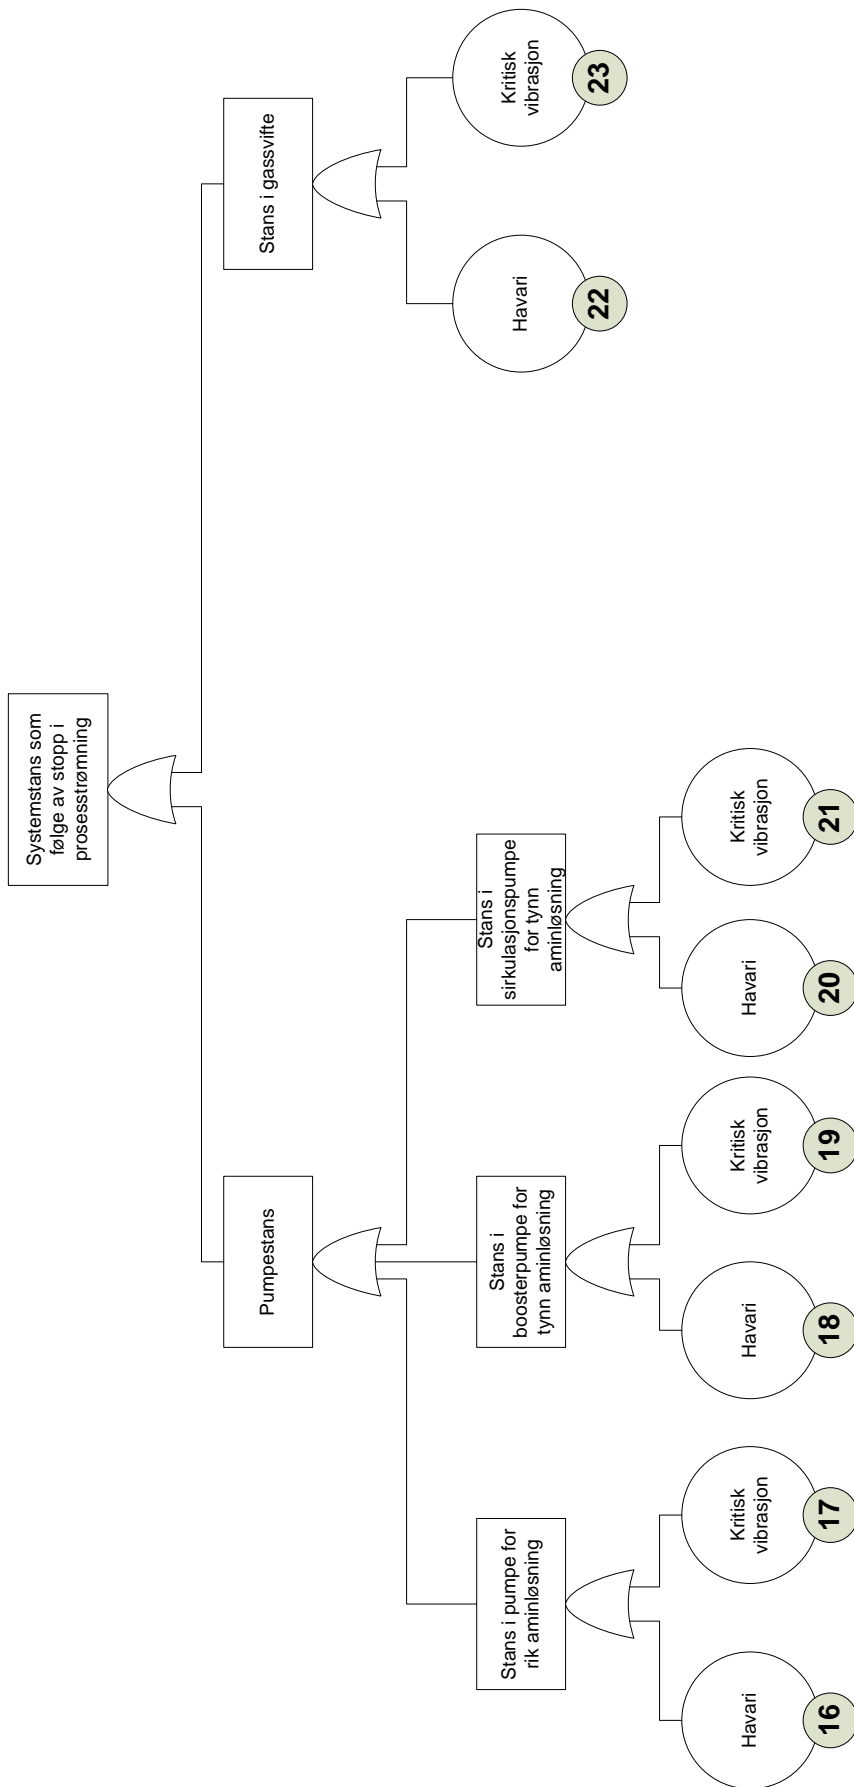 Systemstans som
følge av stopp i
prosesstrømning
Pumpestans
Stans i gassvifte
Stans i pumpe for
rik aminløsning
Stans i
boosterpumpe for
tynn aminløsning
Stans i
sirkulasjonspumpe
for tynn
aminløsning
Havari
22
Kritisk
vibrasjon
23
Havari
16
Kritisk
vibrasjon
17
Havari
18
Kritisk
vibrasjon
19
Havari
20
Kritisk
vibrasjon
21